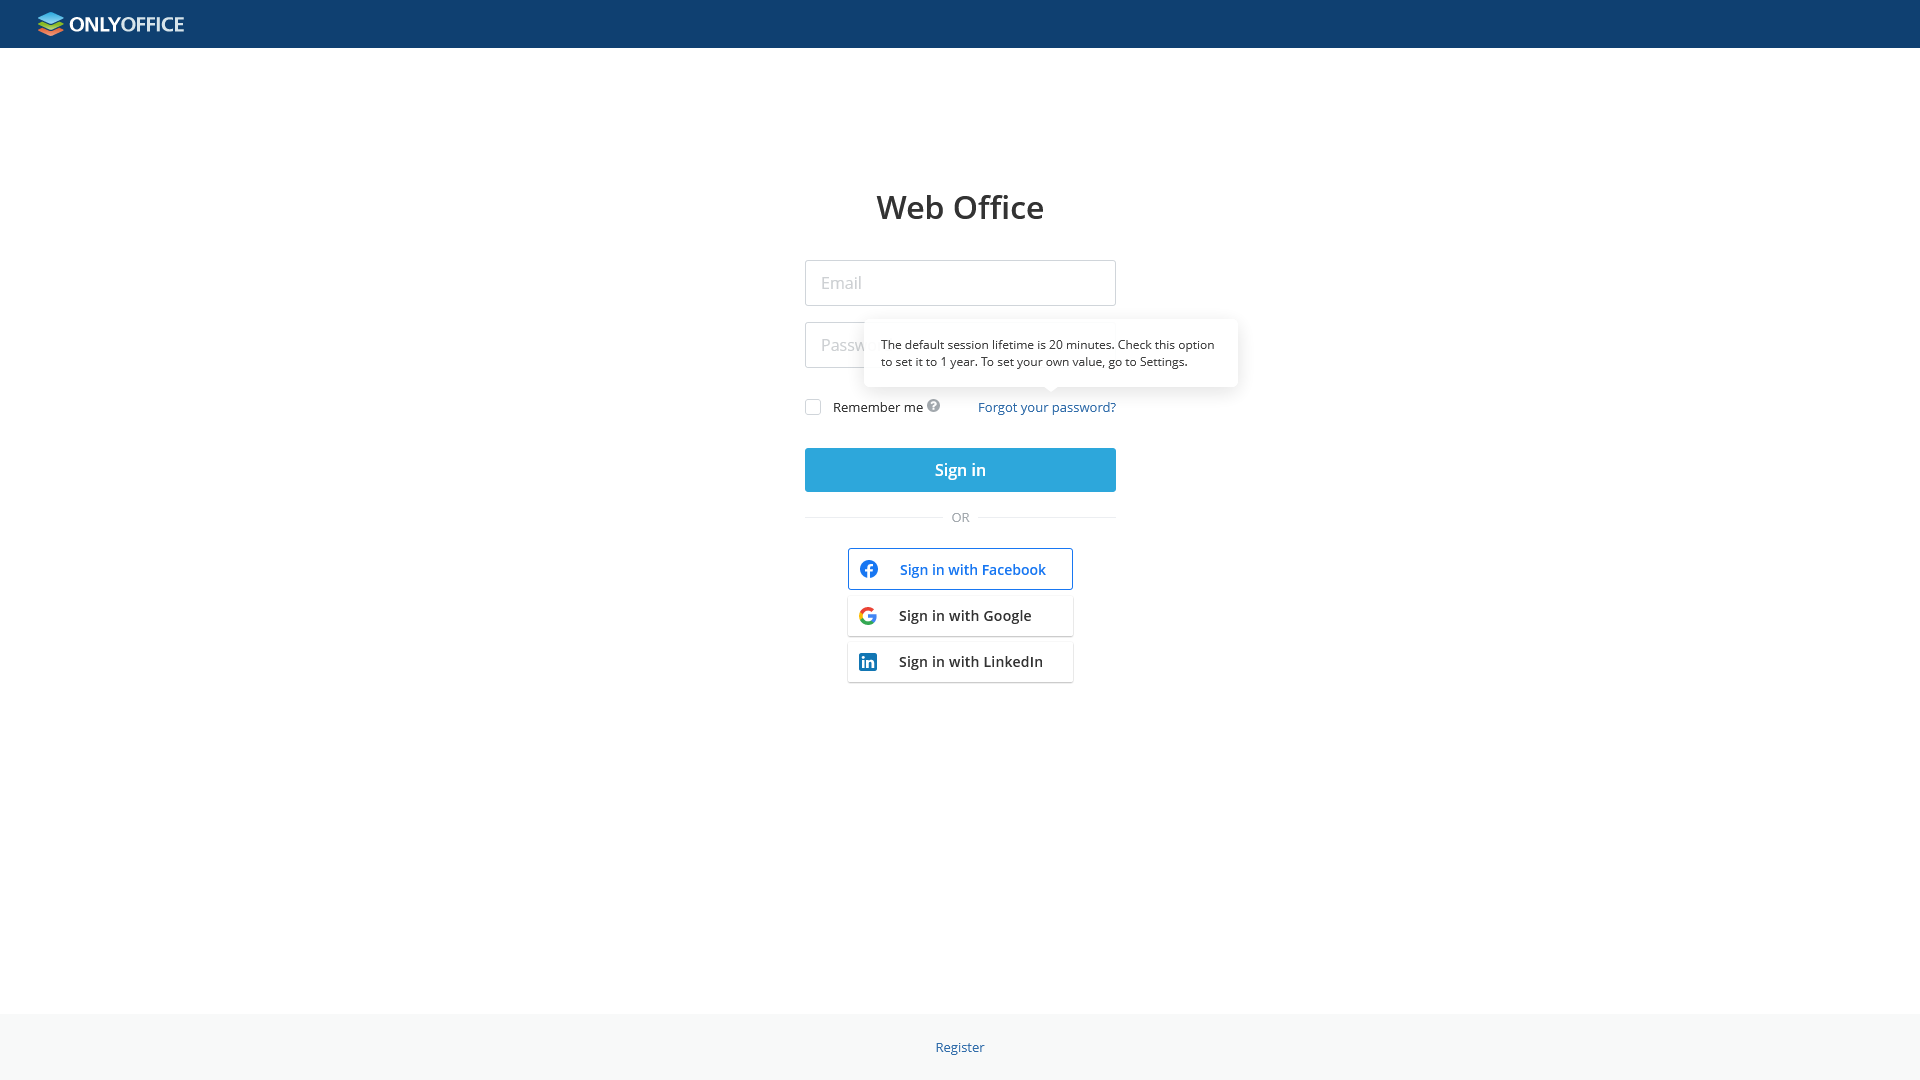 ONLYOFFICE
Web Office
Email
Passw
The default session lifetime is 20 minutes. Check this option
to set it to 1 year. To set your own value, go to Settings.
Remember me ?
Forgot your password?
Sign in
OR
Sign in with Facebook
Sign in with Google
Sign in with LinkedIn
Register